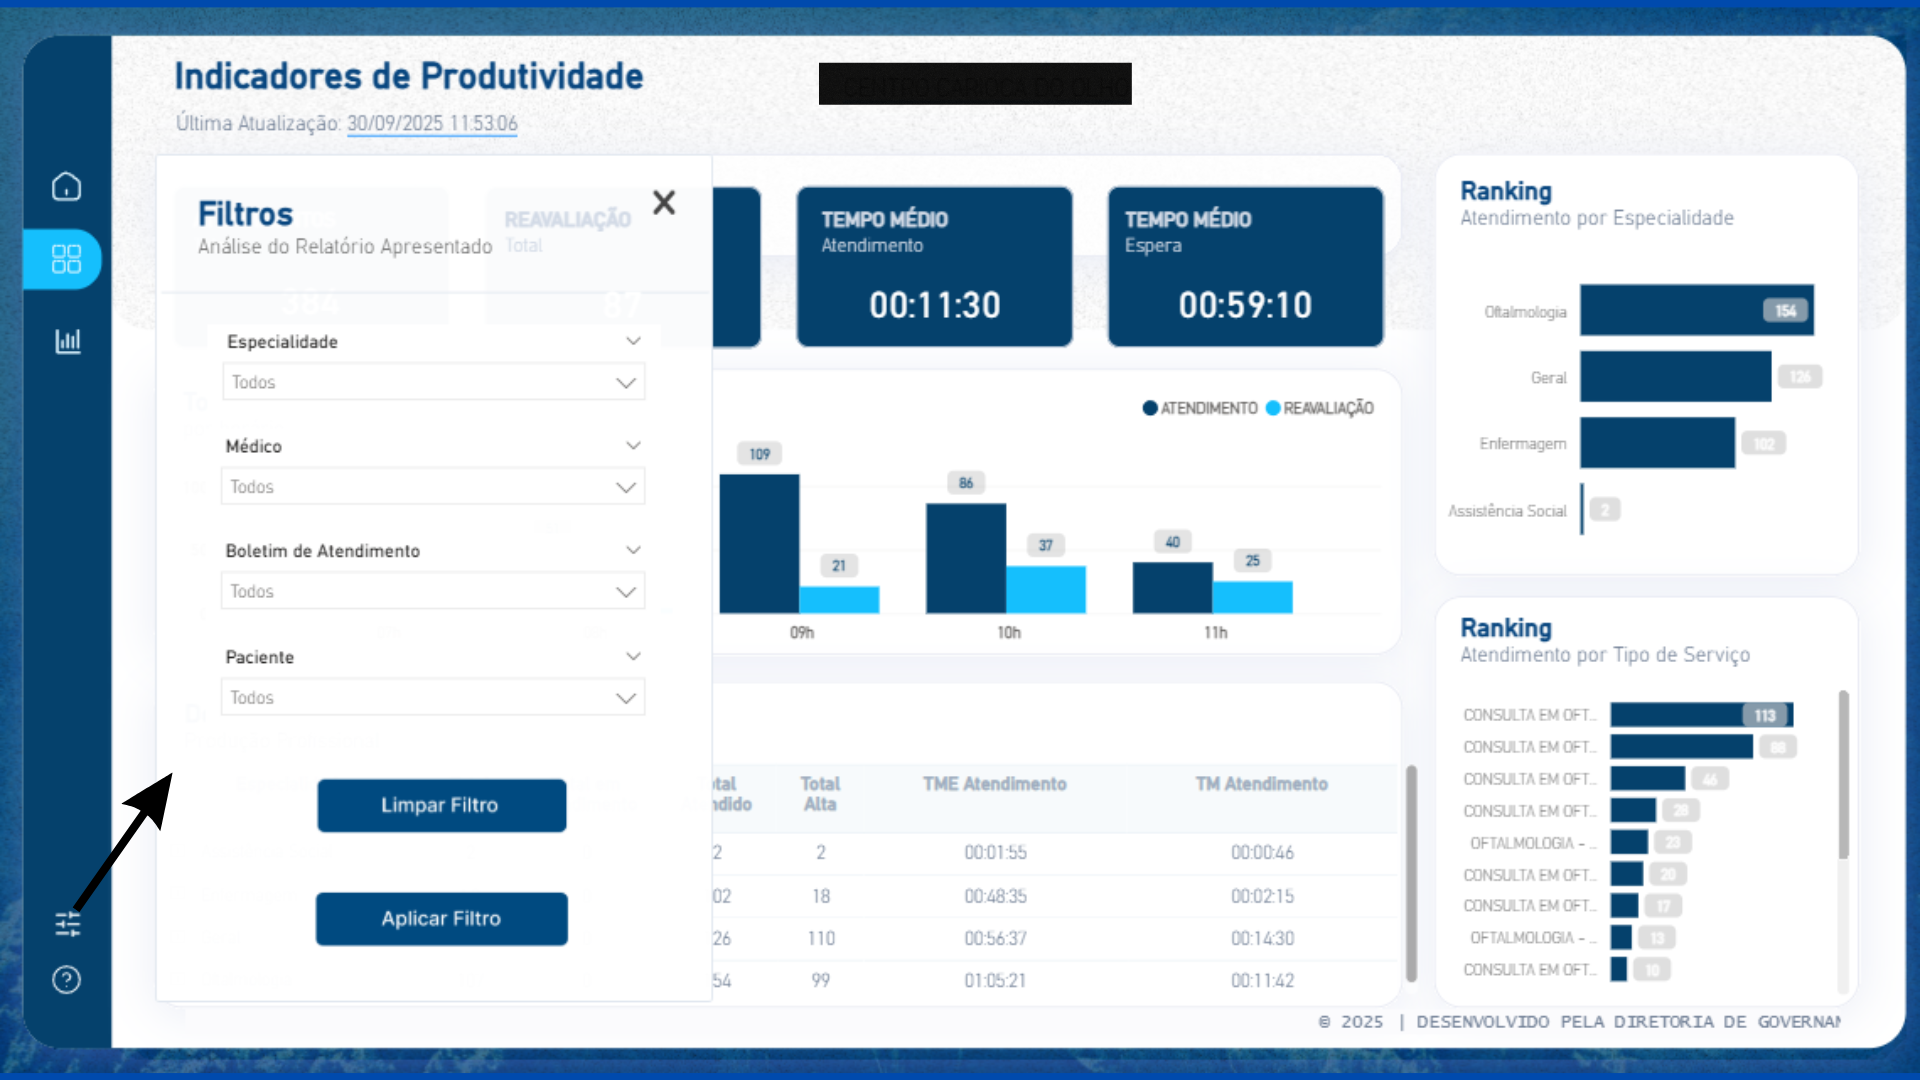 Indicadores de Produtividade
Última Atualização: 30/09/2025 11:53:06
CENTRO CARIOCA DO OLHO
Filtros
Análise do Relatório Apresentado
REAVALIAÇÃO
Total
384
87
TEMPO MÉDIO
Atendimento
00:11:30
TEMPO MÉDIO
Espera
00:59:10
Especialidade
Todos
Médico
Todos
Boletim de Atendimento
Todos
Paciente
Todos
Limpar Filtro
Aplicar Filtro
ATENDIMENTO REAVALIAÇÃO
109
21
86
37
40
25
09h 10h 11h
Total Alta TME Atendimento TM Atendimento
2 2 00:01:55 00:00:46
02 18 00:48:35 00:02:15
26 110 00:56:37 00:14:30
54 99 01:05:21 00:11:42
Ranking
Atendimento por Especialidade
Oftalmologia 154
Geral 126
Enfermagem 102
Assistência Social 2
Ranking
Atendimento por Tipo de Serviço
CONSULTA EM OFT... 113
CONSULTA EM OFT... 88
CONSULTA EM OFT... 46
CONSULTA EM OFT... 28
OFTALMOLOGIA - ... 23
CONSULTA EM OFT... 20
CONSULTA EM OFT... 17
OFTALMOLOGIA - ... 13
CONSULTA EM OFT... 10
© 2025 | DESENVOLVIDO PELA DIRETORIA DE GOVERNAN